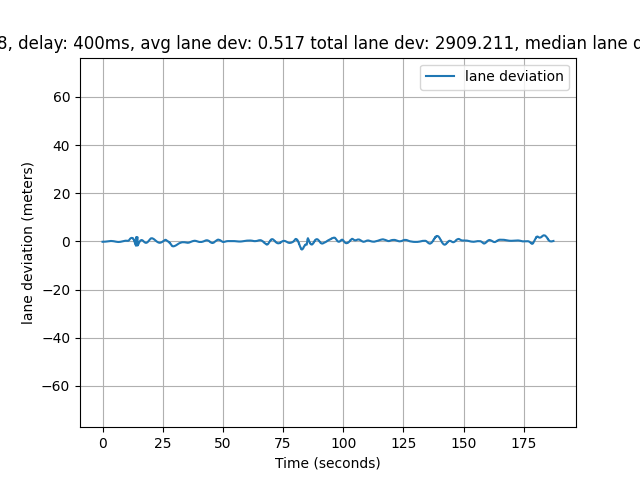 8, delay: 400ms, avg lane dev: 0.517 total lane dev: 2909.211, median lane d
lane deviation
60
40
20
0
−20
−40
−60
lane deviation (meters)
0 25 50 75 100 125 150 175
Time (seconds)